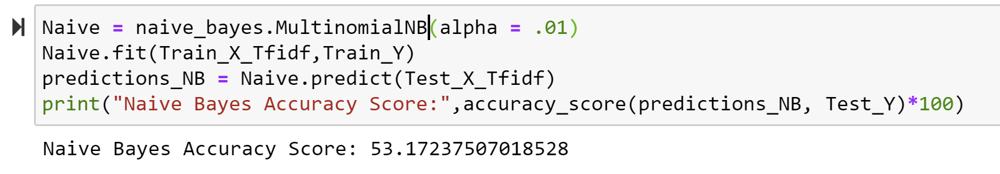 Naive = naive_bayes.MultinomialNB(alpha = .01)
Naive.fit(Train_X_Tfidf,Train_Y)
predictions_NB = Naive.predict(Test_X_Tfidf)
print("Naive Bayes Accuracy Score:",accuracy_score(predictions_NB, Test_Y)*100)
Naive Bayes Accuracy Score: 53.17237507018528